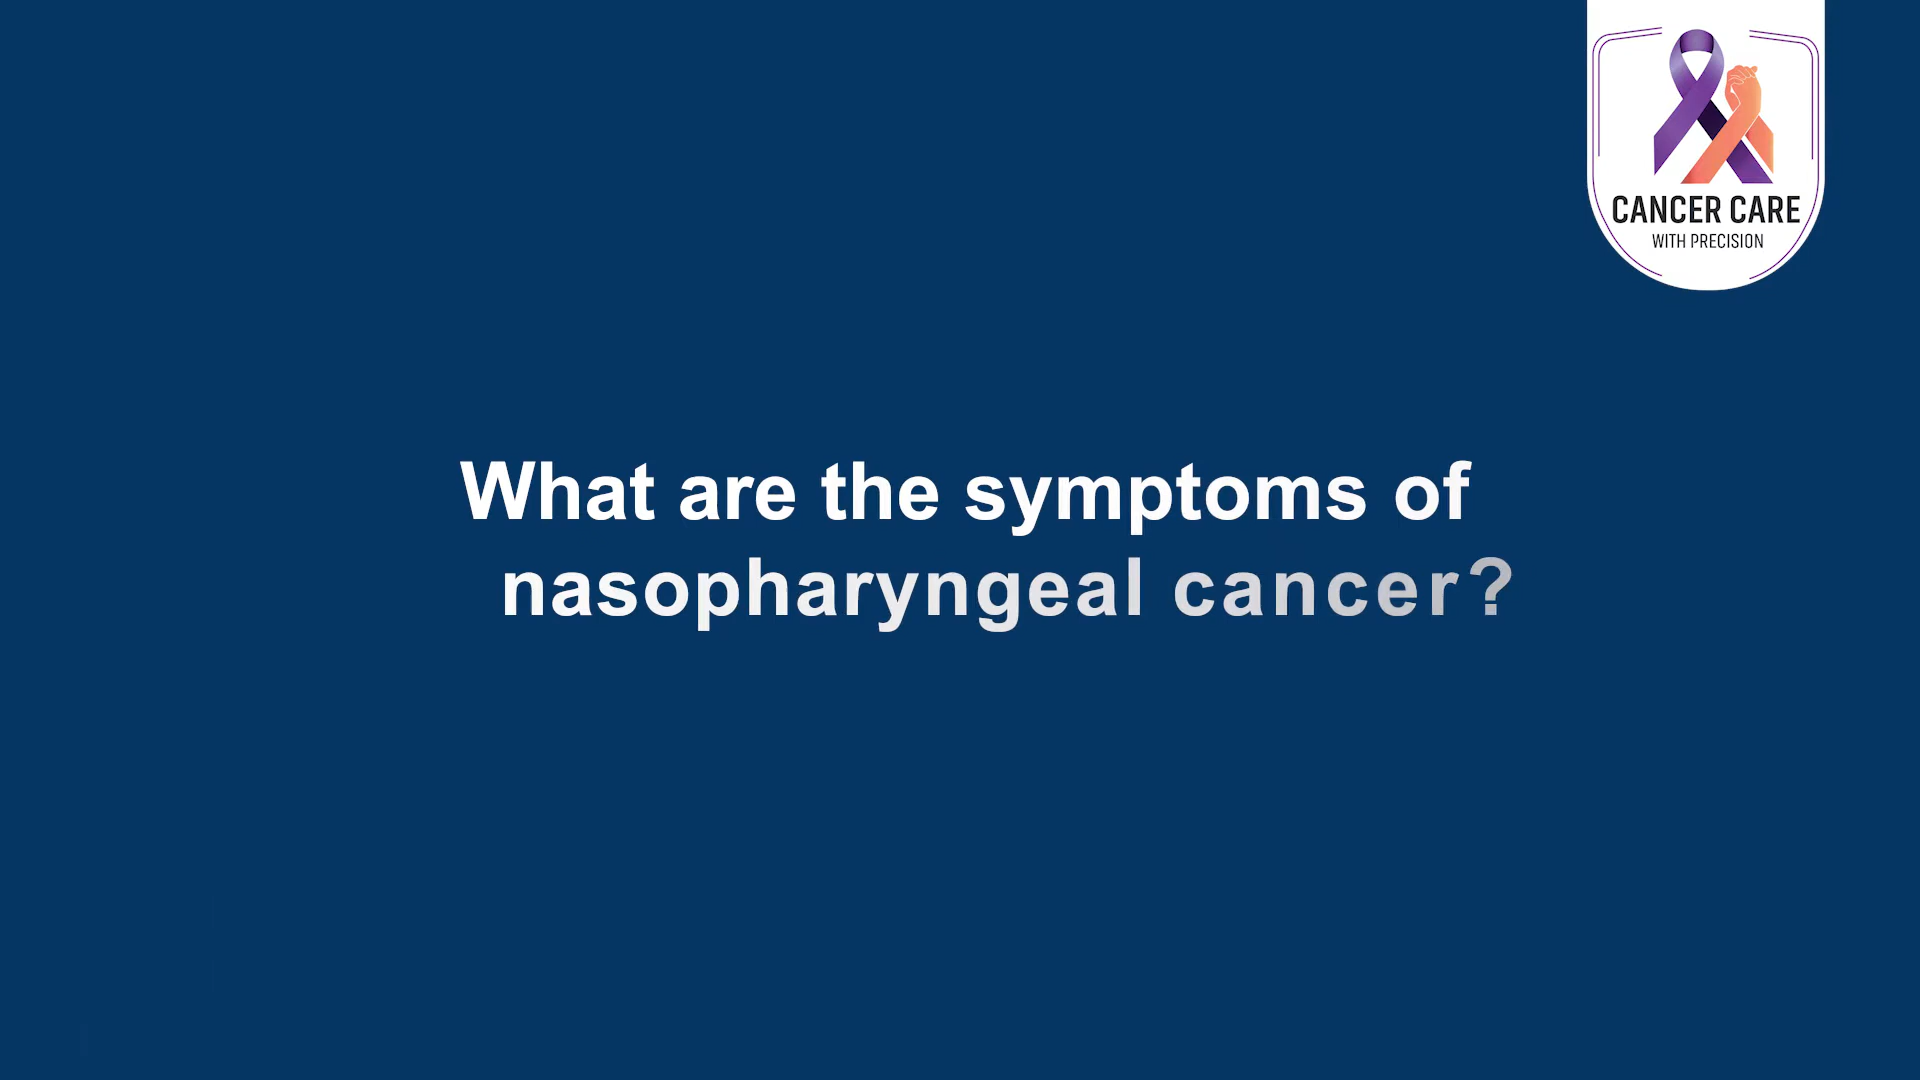 CANCER CARE
WITH PRECISION
What are the symptoms of
nasopharyngeal cancer?